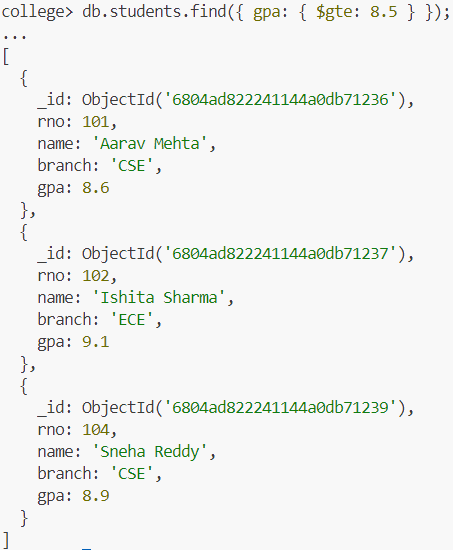 college> db.students.find({ gpa: { $gte: 8.5 } });
...
[
  {
    _id: ObjectId('6804ad822241144a0db71236'),
    rno: 101,
    name: 'Aarav Mehta',
    branch: 'CSE',
    gpa: 8.6
  },
  {
    _id: ObjectId('6804ad822241144a0db71237'),
    rno: 102,
    name: 'Ishita Sharma',
    branch: 'ECE',
    gpa: 9.1
  },
  {
    _id: ObjectId('6804ad822241144a0db71239'),
    rno: 104,
    name: 'Sneha Reddy',
    branch: 'CSE',
    gpa: 8.9
  }
]